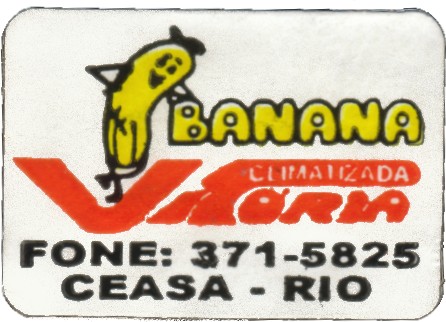 BANANA
CLIMATIZADA
VITÓRIA
FONE: 371-5825
CEASA - RIO